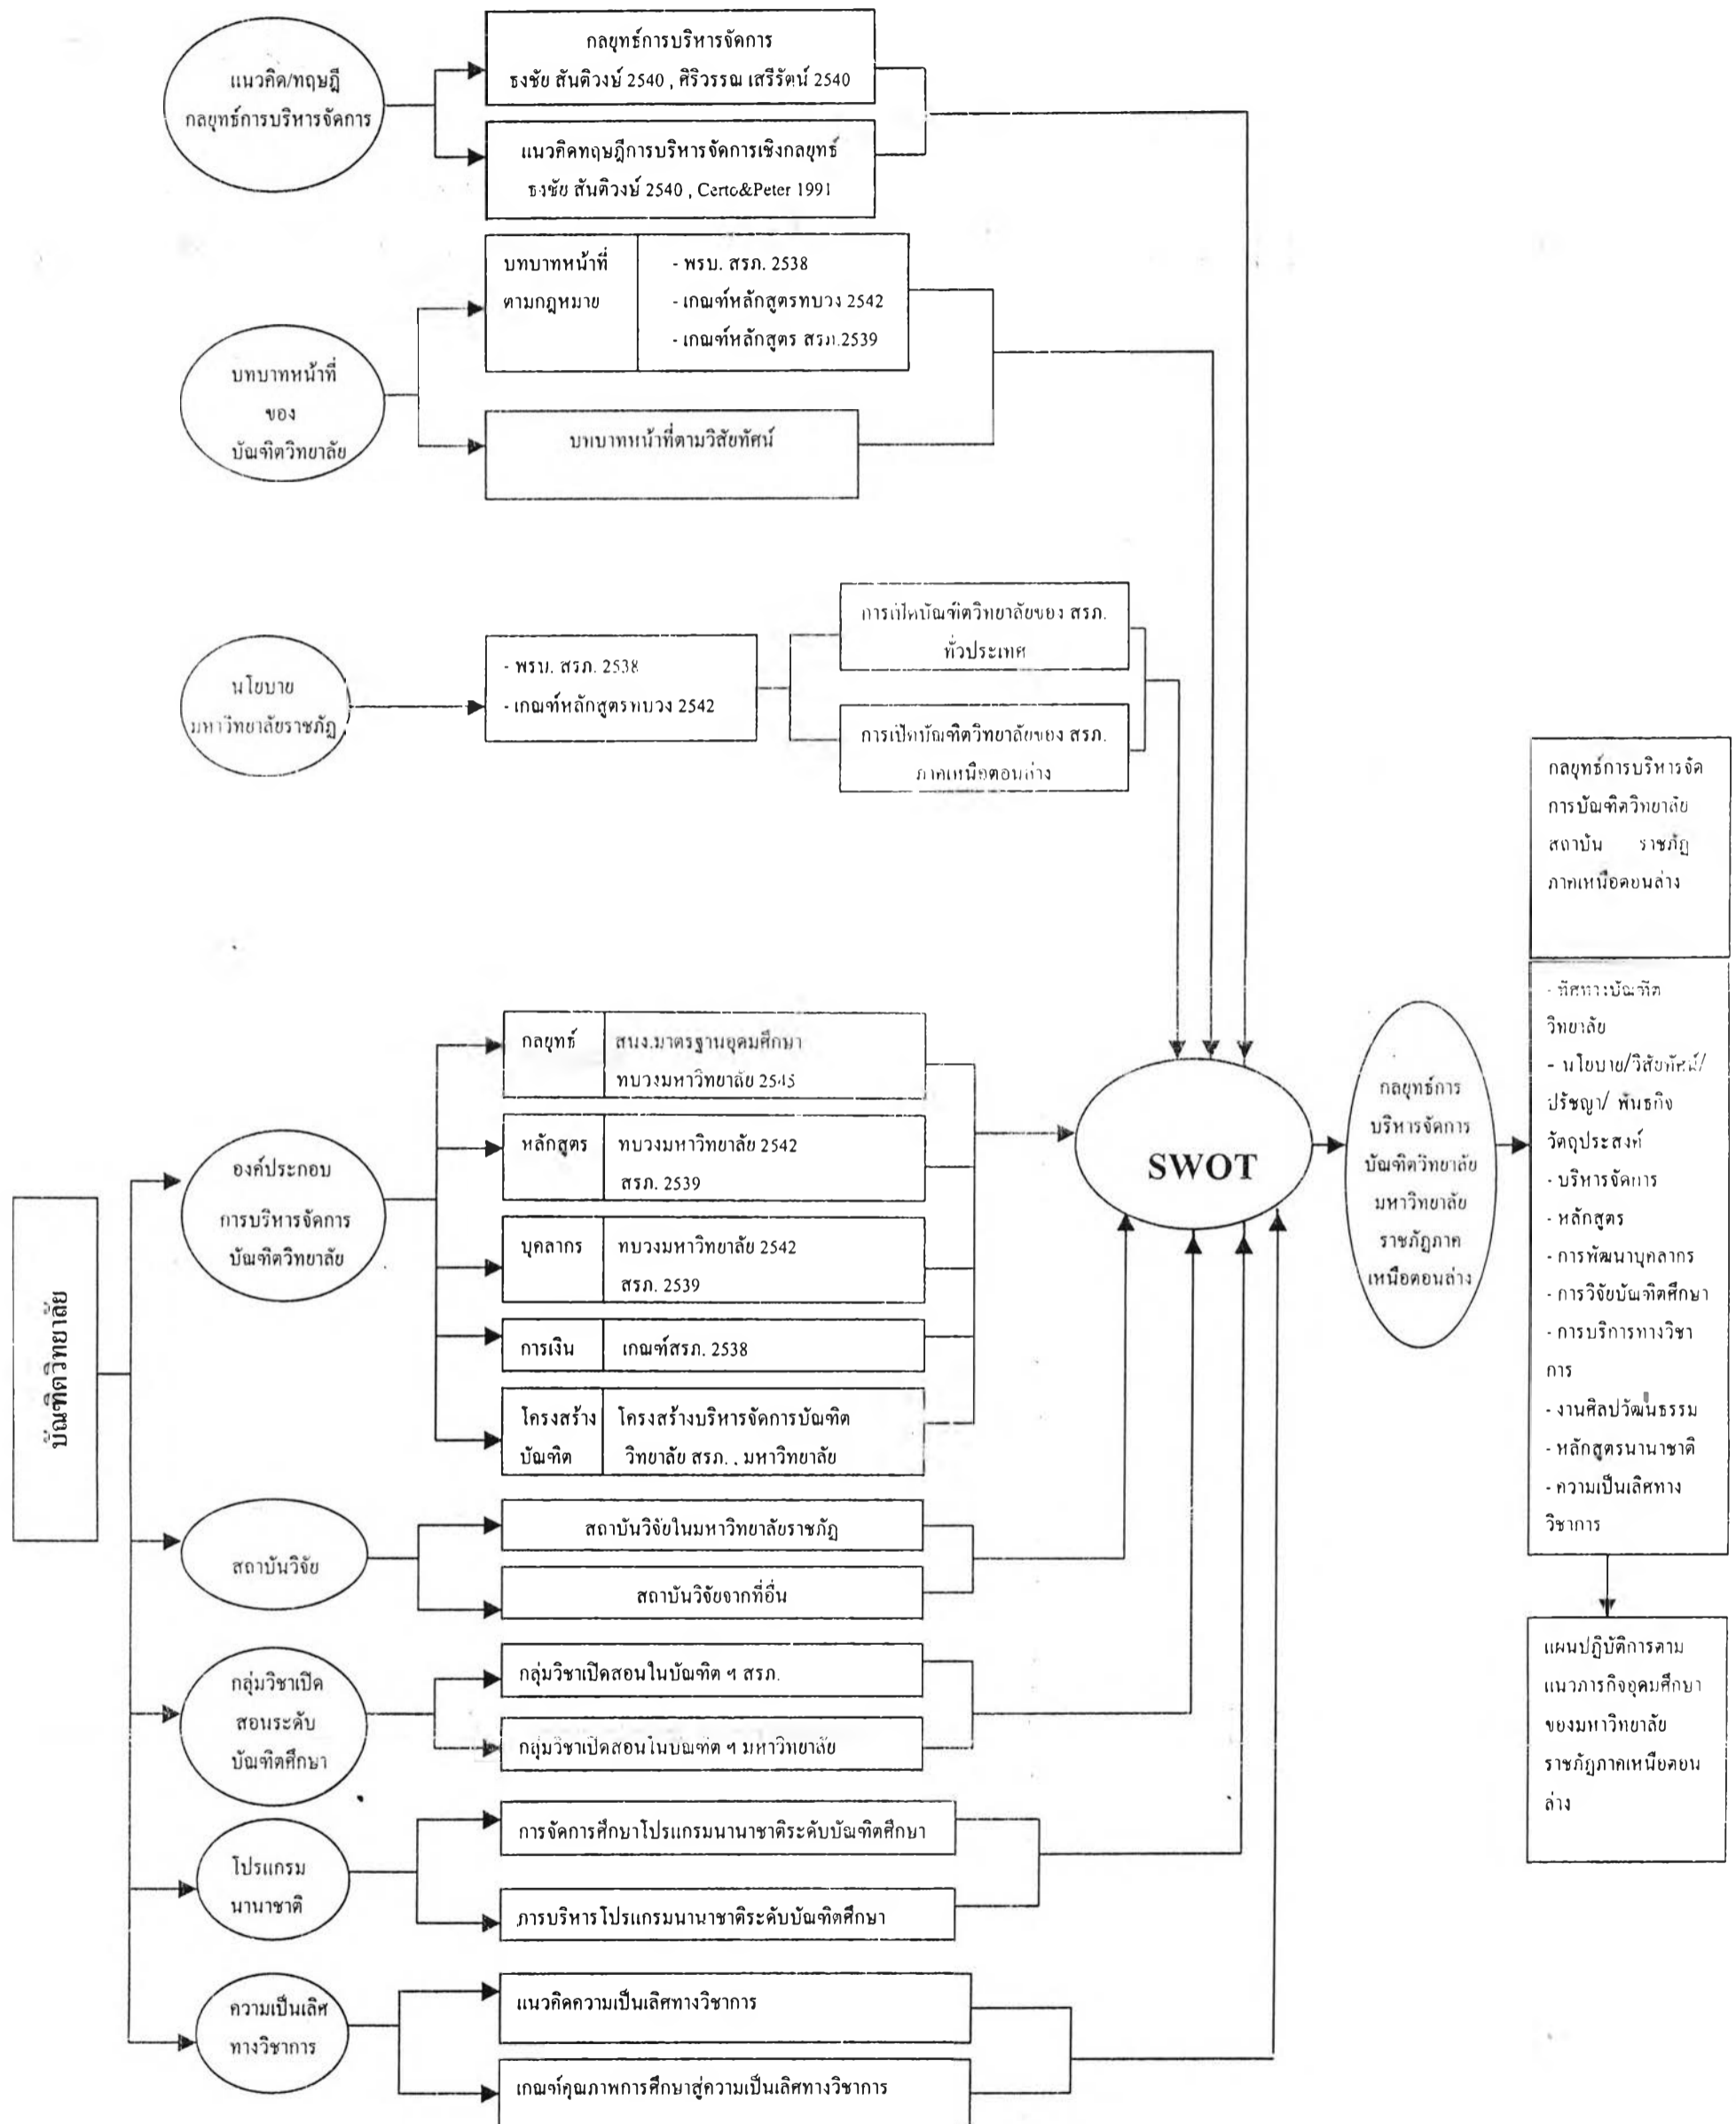 แนวคิด/ทฤษฎี
กลยุทธ์การบริหารจัดการ
กลยุทธ์การบริหารจัดการ
ธงชัย สันติวงษ์ 2540 , ศิริวรรณ เสรีรัตน์ 2540
แนวคิดทฤษฎีการบริหารจัดการเชิงกลยุทธ์
ธงชัย สันติวงษ์ 2540 , Certo&Peter 1991
บทบาทหน้าที่
ของ
บัณฑิตวิทยาลัย
บทบาทหน้าที่
ตามกฎหมาย
- พรบ. สรภ. 2538
- เกณฑ์หลักสูตรทบวง 2542
- เกณฑ์หลักสูตร สรภ.2539
บทบาทหน้าที่ตามวิสัยทัศน์
นโยบาย
มหาวิทยาลัยราชภัฏ
- พรบ. สรภ. 2538
- เกณฑ์หลักสูตรทบวง 2542
การเปิดบัณฑิตวิทยาลัยของ สรภ.
ทั่วประเทศ
การเปิดบัณฑิตวิทยาลัยของ สรภ.
ภาคเหนือตอนล่าง
บัณฑิตวิทยาลัย
องค์ประกอบ
การบริหารจัดการ
บัณฑิตวิทยาลัย
กลยุทธ์
สนง.มาตรฐานอุดมศึกษา
ทบวงมหาวิทยาลัย 2545
หลักสูตร
ทบวงมหาวิทยาลัย 2542
สรภ. 2539
บุคลากร
ทบวงมหาวิทยาลัย 2542
สรภ. 2539
การเงิน
เกณฑ์สรภ. 2538
โครงสร้าง
บัณฑิต
โครงสร้างบริหารจัดการบัณฑิต
วิทยาลัย สรภ. , มหาวิทยาลัย
สถาบันวิจัย
สถาบันวิจัยในมหาวิทยาลัยราชภัฏ
สถาบันวิจัยจากที่อื่น
กลุ่มวิชาเปิด
สอนระดับ
บัณฑิตศึกษา
กลุ่มวิชาเปิดสอนในบัณฑิต ฯ สรภ.
กลุ่มวิชาเปิดสอนในบัณฑิต ฯ มหาวิทยาลัย
โปรแกรม
นานาชาติ
การจัดการศึกษาโปรแกรมนานาชาติระดับบัณฑิตศึกษา
การบริหารโปรแกรมนานาชาติระดับบัณฑิตศึกษา
ความเป็นเลิศ
ทางวิชาการ
แนวคิดความเป็นเลิศทางวิชาการ
เกณฑ์คุณภาพการศึกษาสู่ความเป็นเลิศทางวิชาการ
SWOT
กลยุทธ์การ
บริหารจัดการ
บัณฑิตวิทยาลัย
มหาวิทยาลัย
ราชภัฏภาค
เหนือตอนล่าง
กลยุทธ์การบริหารจัด
การบัณฑิตวิทยาลัย
สถาบัน ราชภัฏ
ภาคเหนือตอนล่าง
- ทิศทางบัณฑิต
วิทยาลัย
- นโยบาย/วิสัยทัศน์/
ปรัชญา/ พันธกิจ
วัตถุประสงค์
- บริหารจัดการ
- หลักสูตร
- การพัฒนาบุคลากร
- การวิจัยบัณฑิตศึกษา
- การบริการทางวิชา
การ
- งานศิลปวัฒนธรรม
- หลักสูตรนานาชาติ
- ความเป็นเลิศทาง
วิชาการ
แผนปฏิบัติการตาม
แนวภารกิจอุดมศึกษา
ของมหาวิทยาลัย
ราชภัฏภาคเหนือตอน
ล่าง